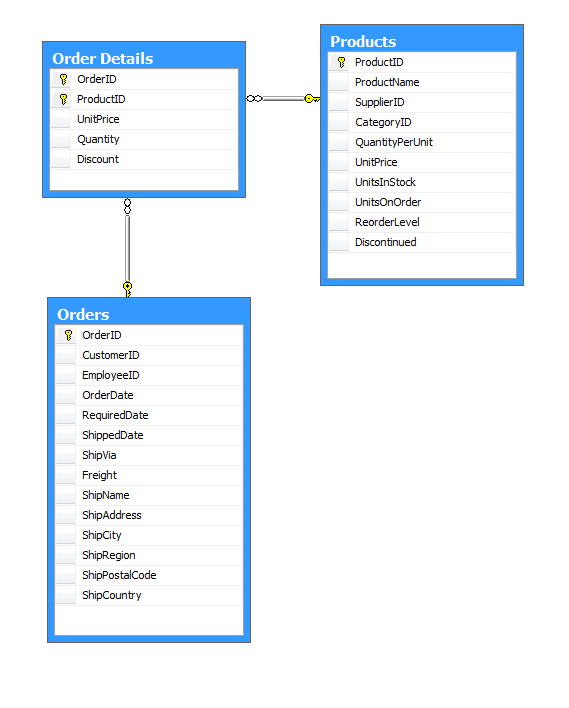 Order Details
OrderID
ProductID
UnitPrice
Quantity
Discount
Products
ProductID
ProductName
SupplierID
CategoryID
QuantityPerUnit
UnitPrice
UnitsInStock
UnitsOnOrder
ReorderLevel
Discontinued
Orders
OrderID
CustomerID
EmployeeID
OrderDate
RequiredDate
ShippedDate
ShipVia
Freight
ShipName
ShipAddress
ShipCity
ShipRegion
ShipPostalCode
ShipCountry